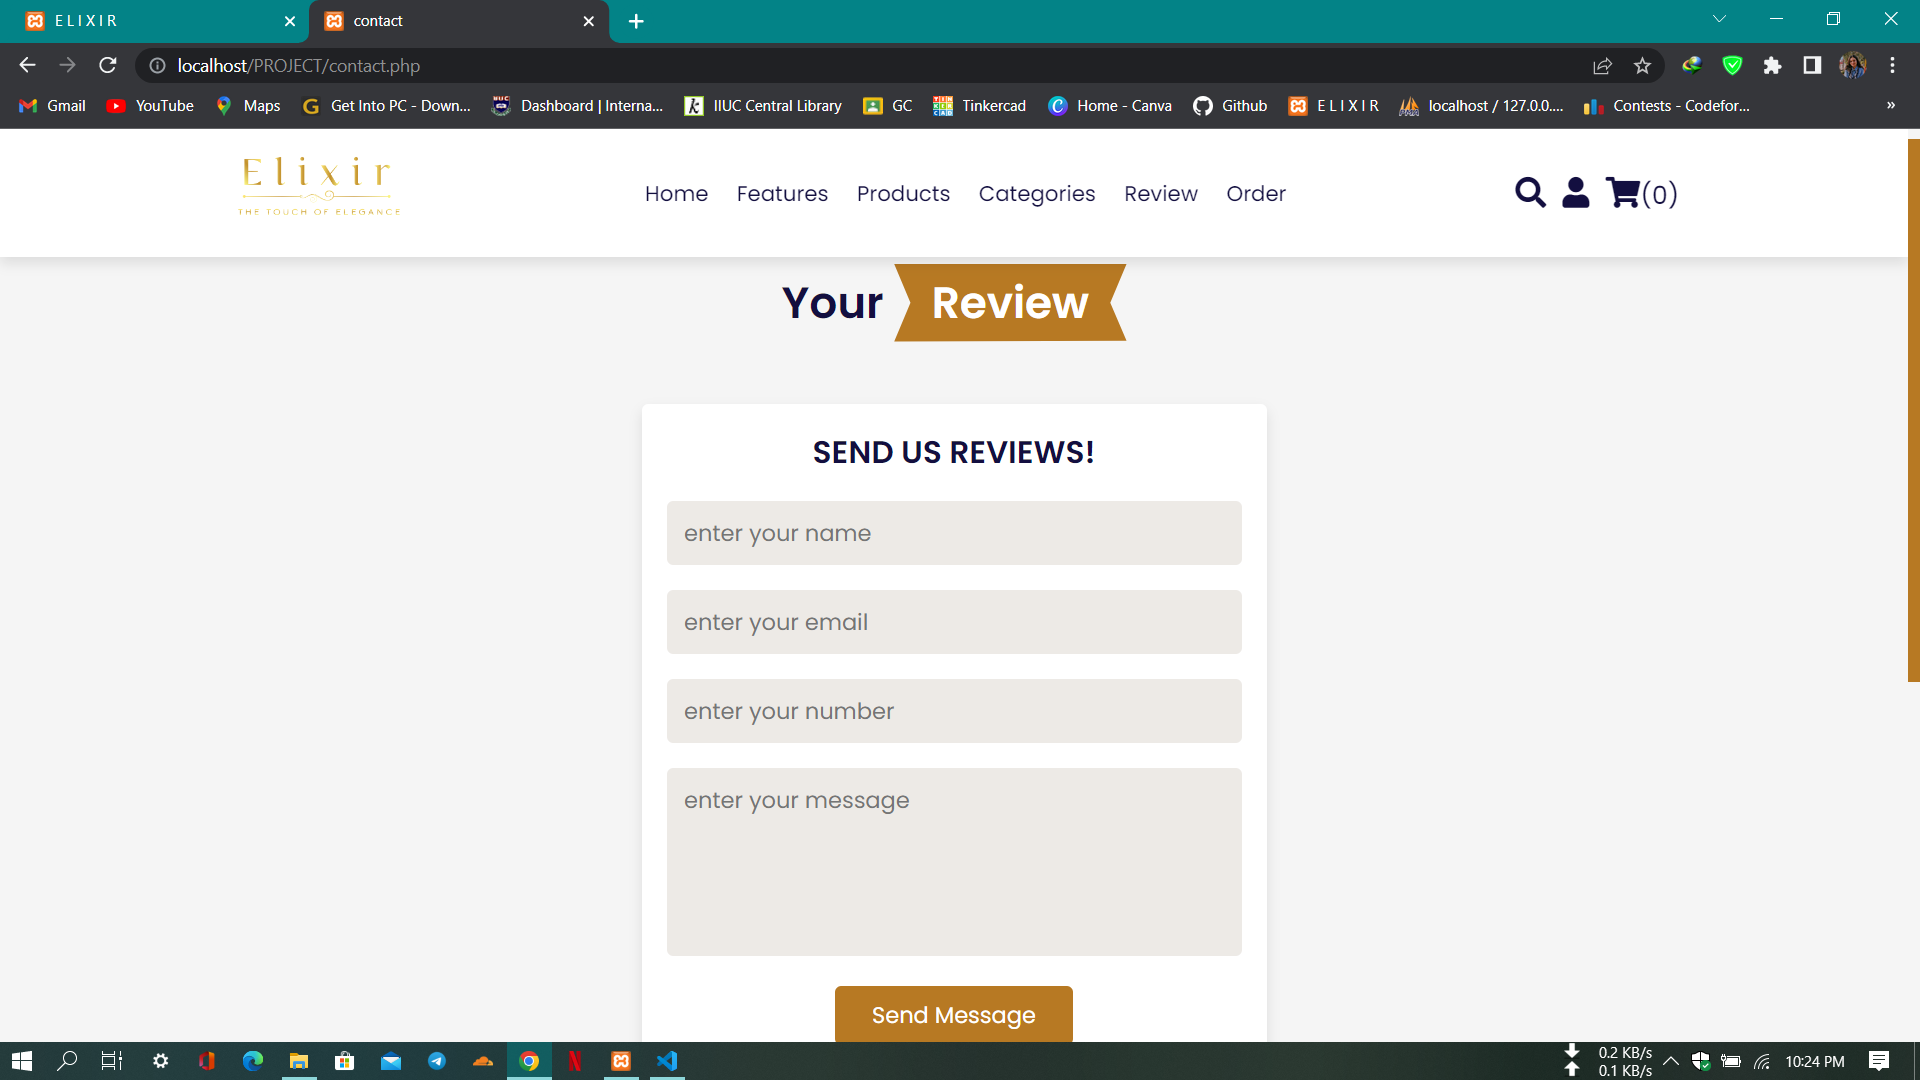 E L I X I R
contact
localhost/PROJECT/contact.php
Gmail YouTube Maps Get Into PC - Down... Dashboard | Interna... IIUC Central Library GC Tinkercad Home - Canva Github E L I X I R localhost / 127.0.0.... Contests - Codefor... »
Elixir
THE TOUCH OF ELEGANCE
Home Features Products Categories Review Order (0)
Your Review
SEND US REVIEWS!
enter your name
enter your email
enter your number
enter your message
Send Message
0.2 KB/s
0.1 KB/s
10:24 PM